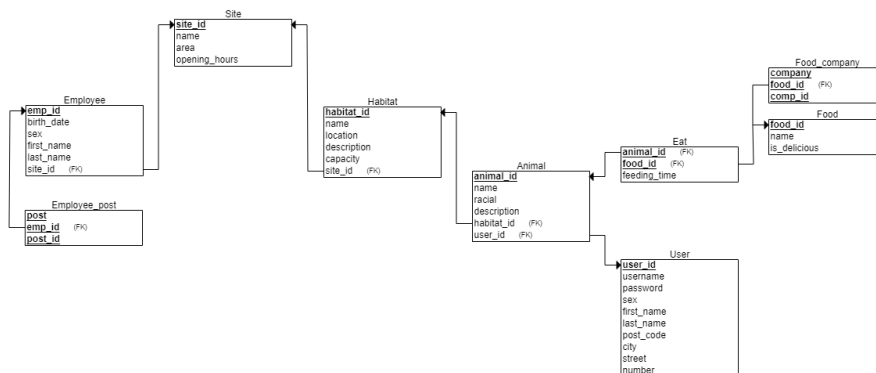 Site
site_id
name
area
opening_hours
Employee
emp_id
birth_date
sex
first_name
last_name
site_id (FK)
Employee_post
post
emp_id (FK)
post_id
Habitat
habitat_id
name
location
description
capacity
site_id (FK)
Animal
animal_id
name
racial
description
habitat_id (FK)
user_id (FK)
Eat
animal_id (FK)
food_id (FK)
feeding_time
Food_company
company
food_id (FK)
comp_id
Food
food_id
name
is_delicious
User
user_id
username
password
sex
first_name
last_name
post_code
city
street
number